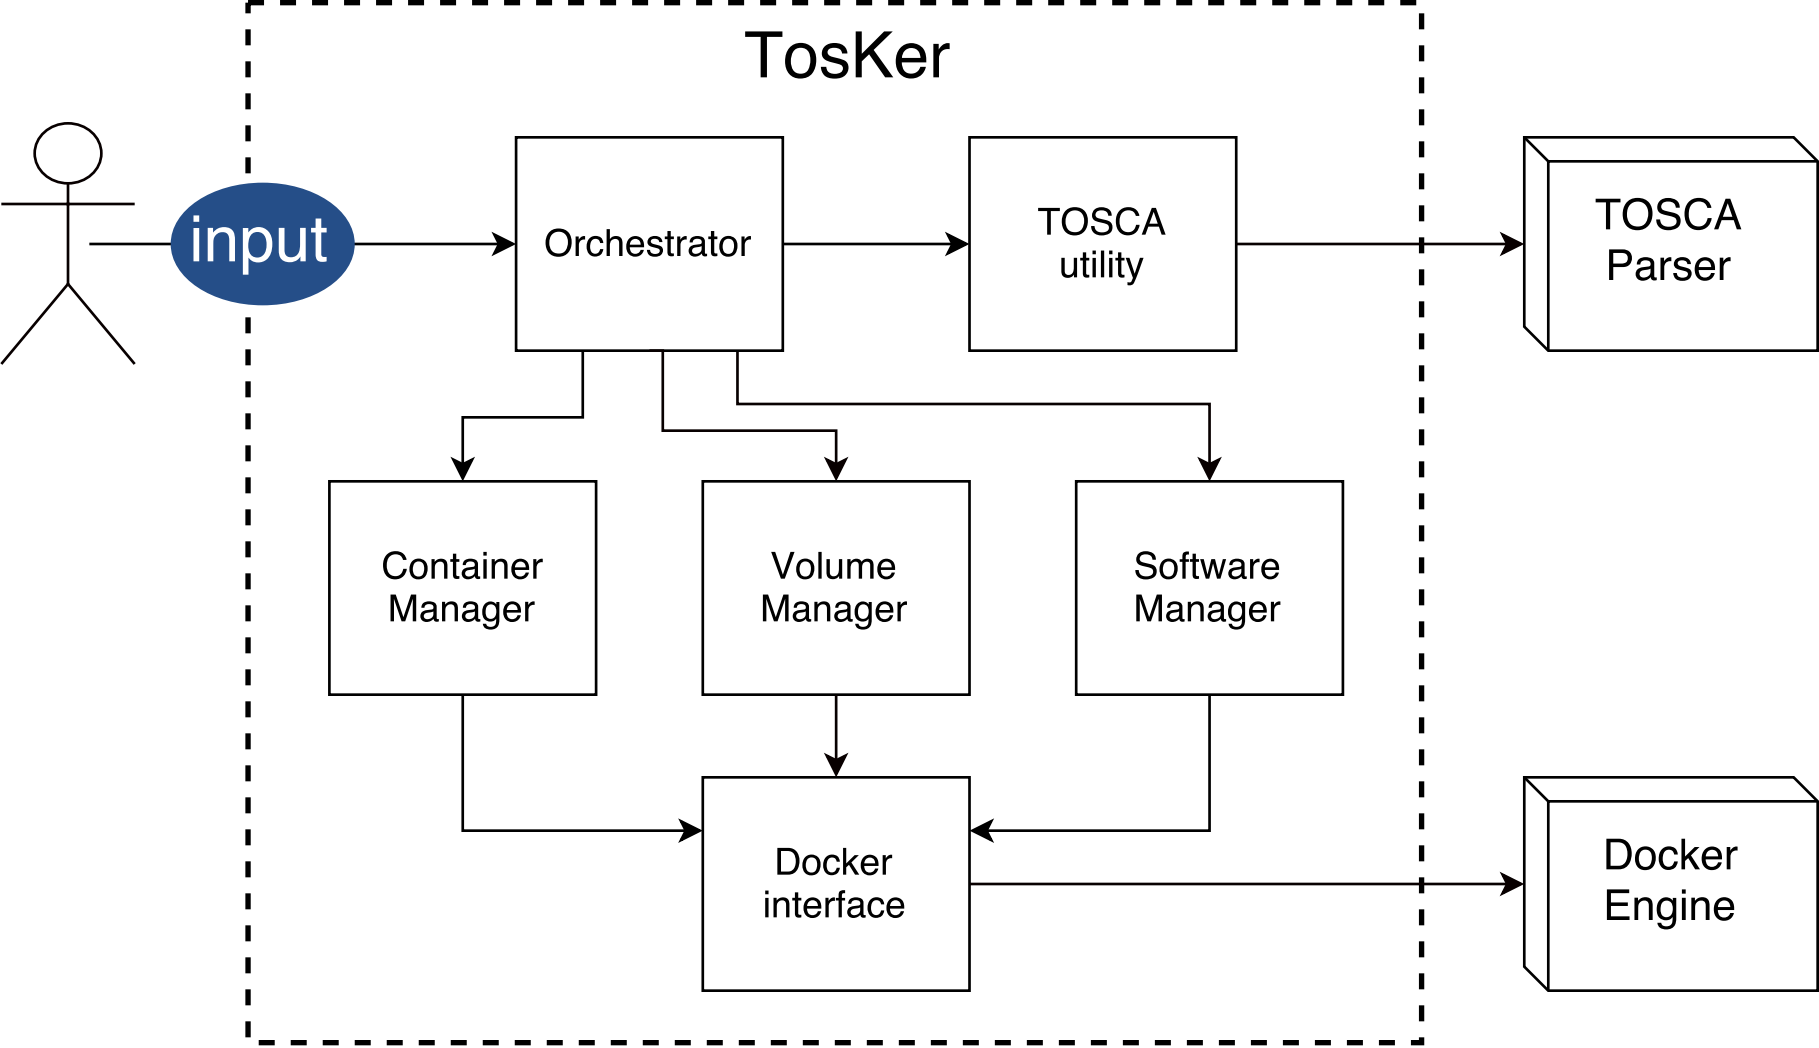 TosKer
input
Orchestrator
TOSCA
utility
TOSCA
Parser
Container
Manager
Volume
Manager
Software
Manager
Docker
interface
Docker
Engine